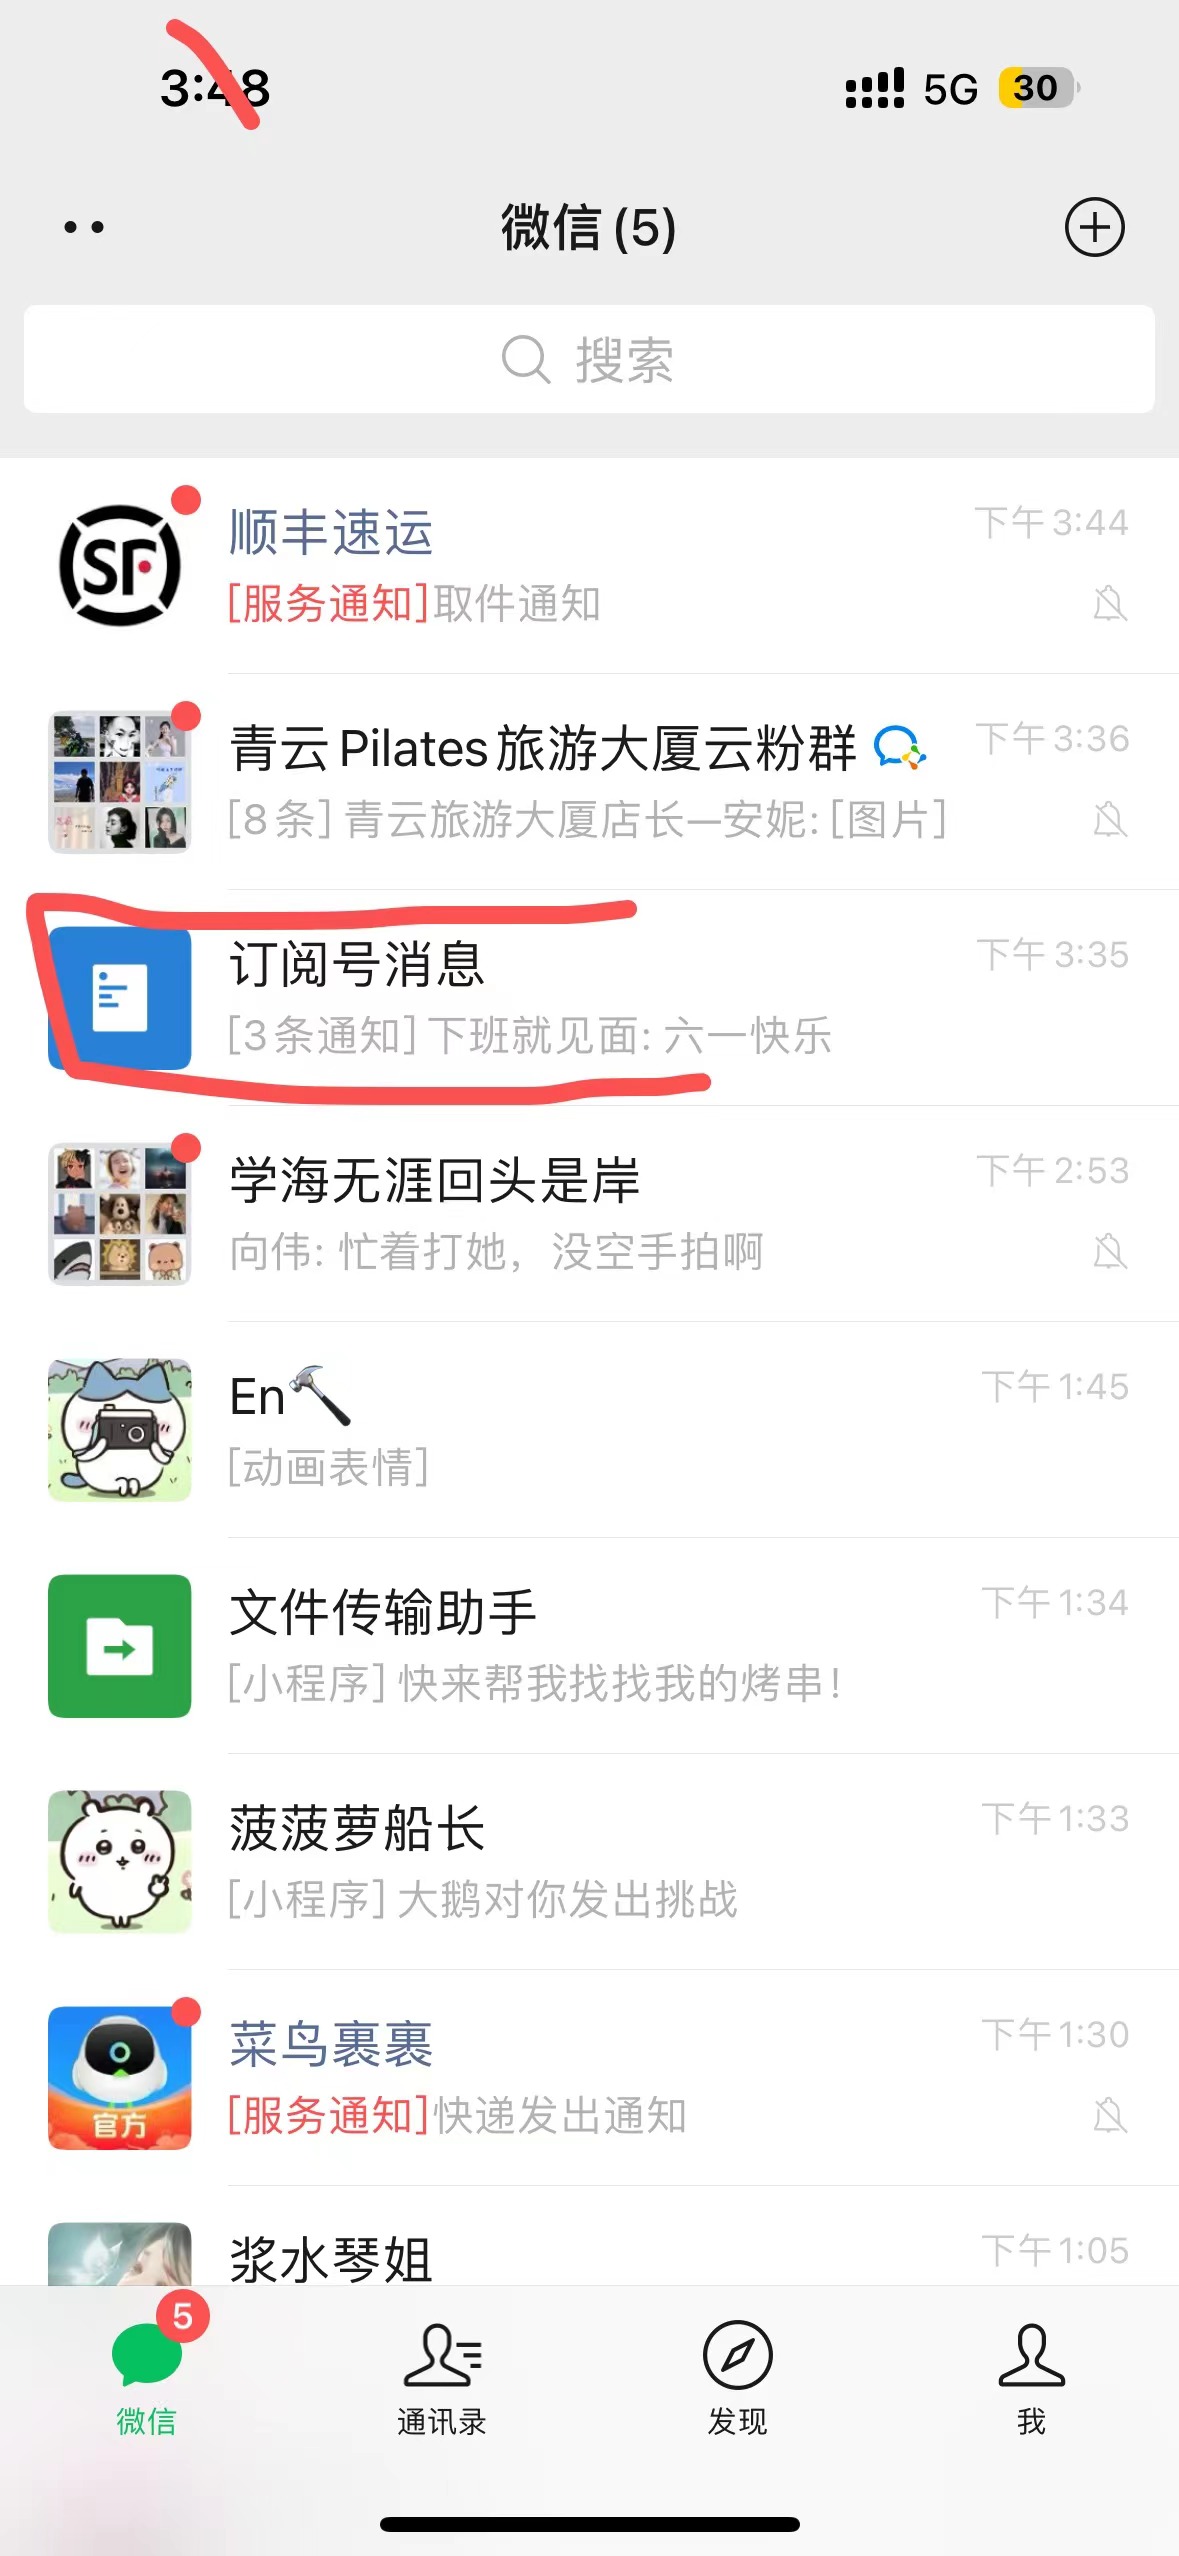 3:48
5G 30
微信(5)
搜索
SF
顺丰速运
下午3:44
[服务通知]取件通知
青云Pilates旅游大厦云粉群
下午3:36
[8条]青云旅游大厦店长—安妮:[图片]
订阅号消息
下午3:35
[3条通知]下班就见面: 六一快乐
学海无涯回头是岸
下午2:53
向伟: 忙着打她，没空手拍啊
En🔨
下午1:45
[动画表情]
文件传输助手
下午1:34
[小程序]快来帮我找找我的烤串!
菠菠萝船长
下午1:33
[小程序]大鹅对你发出挑战
官方
菜鸟裹裹
下午1:30
[服务通知]快递发出通知
浆水琴姐
下午1:05
5
微信
通讯录
发现
我